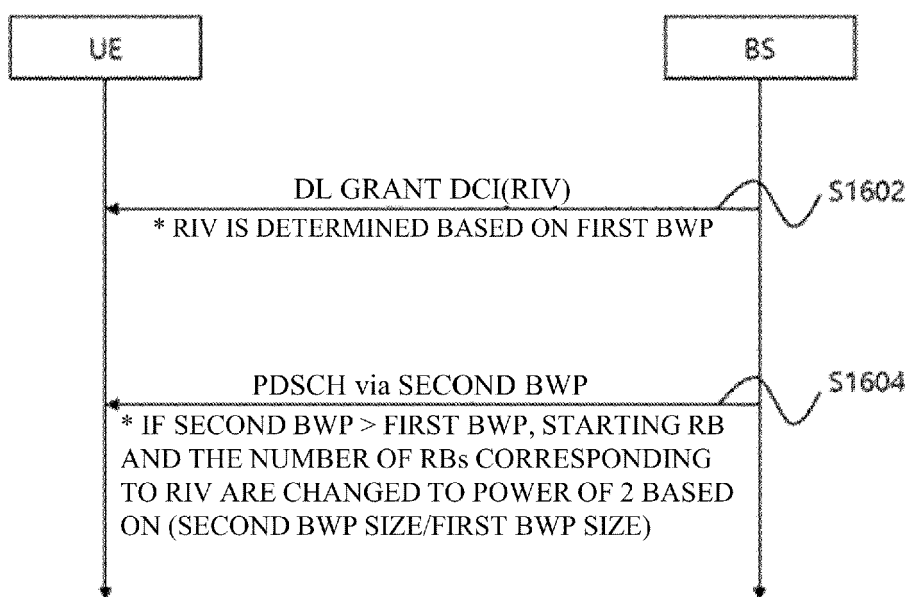 UE
BS
DL GRANT DCI(RIV)
S1602
* RIV IS DETERMINED BASED ON FIRST BWP
PDSCH via SECOND BWP
S1604
* IF SECOND BWP > FIRST BWP, STARTING RB
AND THE NUMBER OF RBs CORRESPONDING
TO RIV ARE CHANGED TO POWER OF 2 BASED
ON (SECOND BWP SIZE/FIRST BWP SIZE)